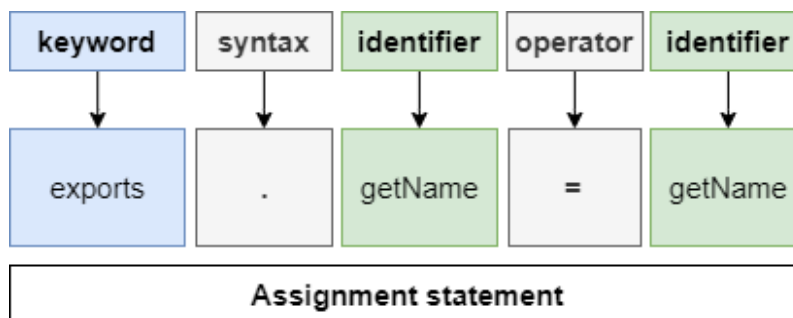 keyword syntax identifier operator identifier
exports . getName = getName
Assignment statement